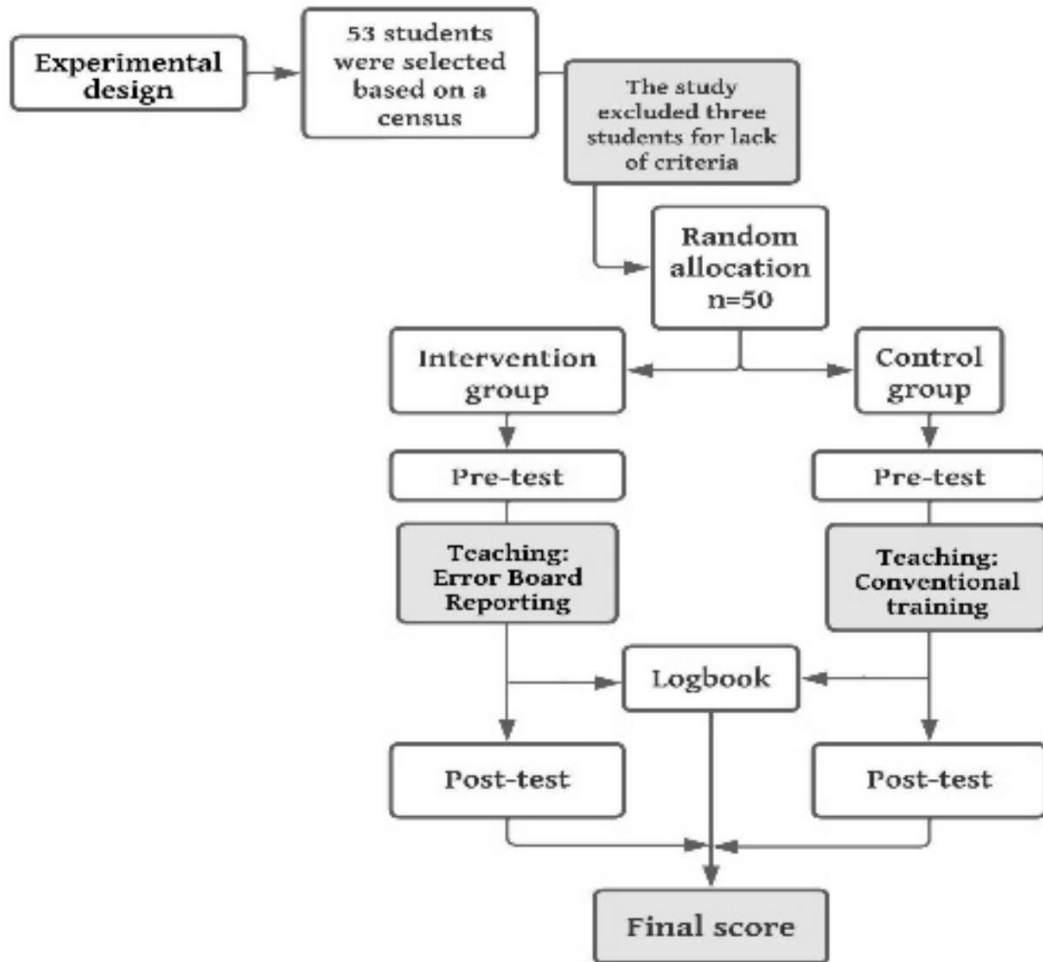 Experimental
design
53 students
were selected
based on a
census
The study
excluded three
students for lack
of criteria
Random
allocation
n=50
Intervention
group
Control
group
Pre-test
Pre-test
Teaching:
Error Board
Reporting
Teaching:
Conventional
training
Logbook
Post-test
Post-test
Final score